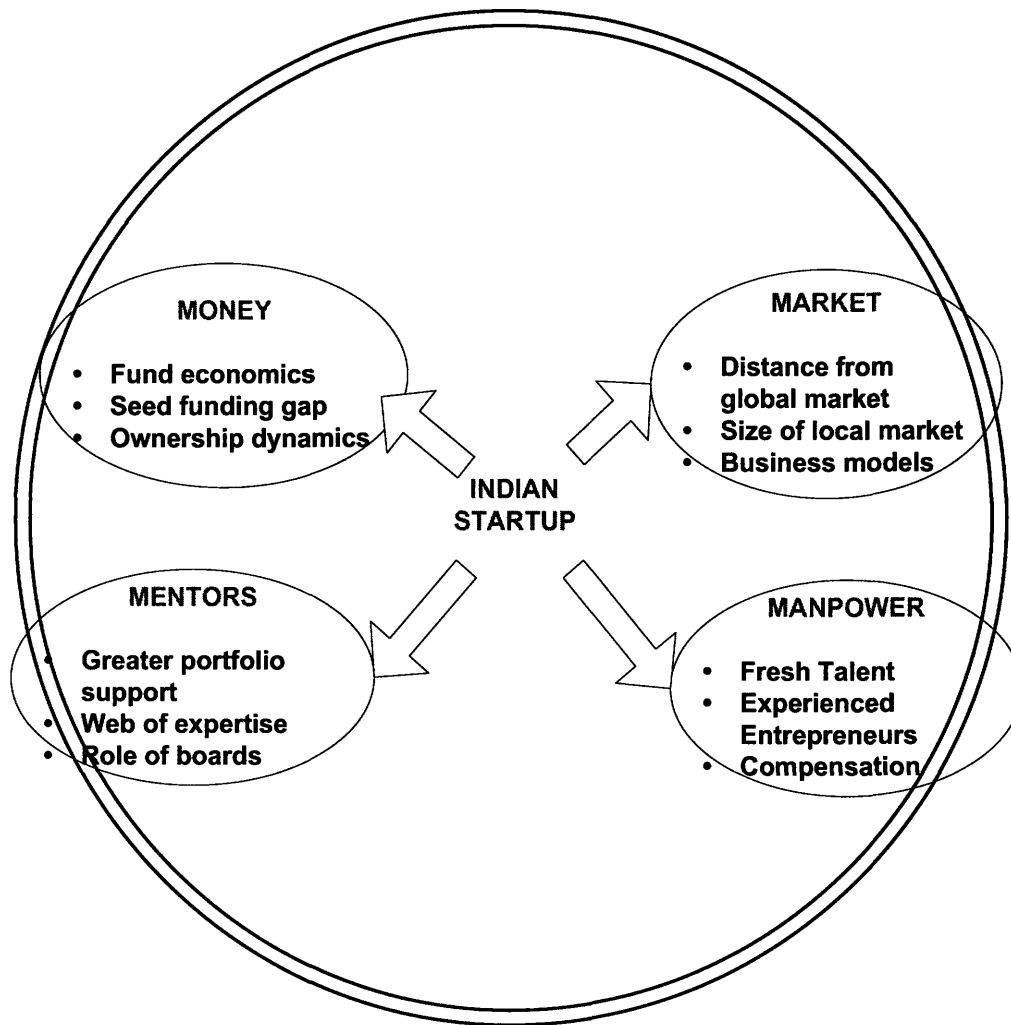 MONEY
• Fund economics
• Seed funding gap
• Ownership dynamics
MARKET
• Distance from
global market
• Size of local market
• Business models
INDIAN
STARTUP
MENTORS
• Greater portfolio
support
• Web of expertise
• Role of boards
MANPOWER
• Fresh Talent
• Experienced
Entrepreneurs
• Compensation